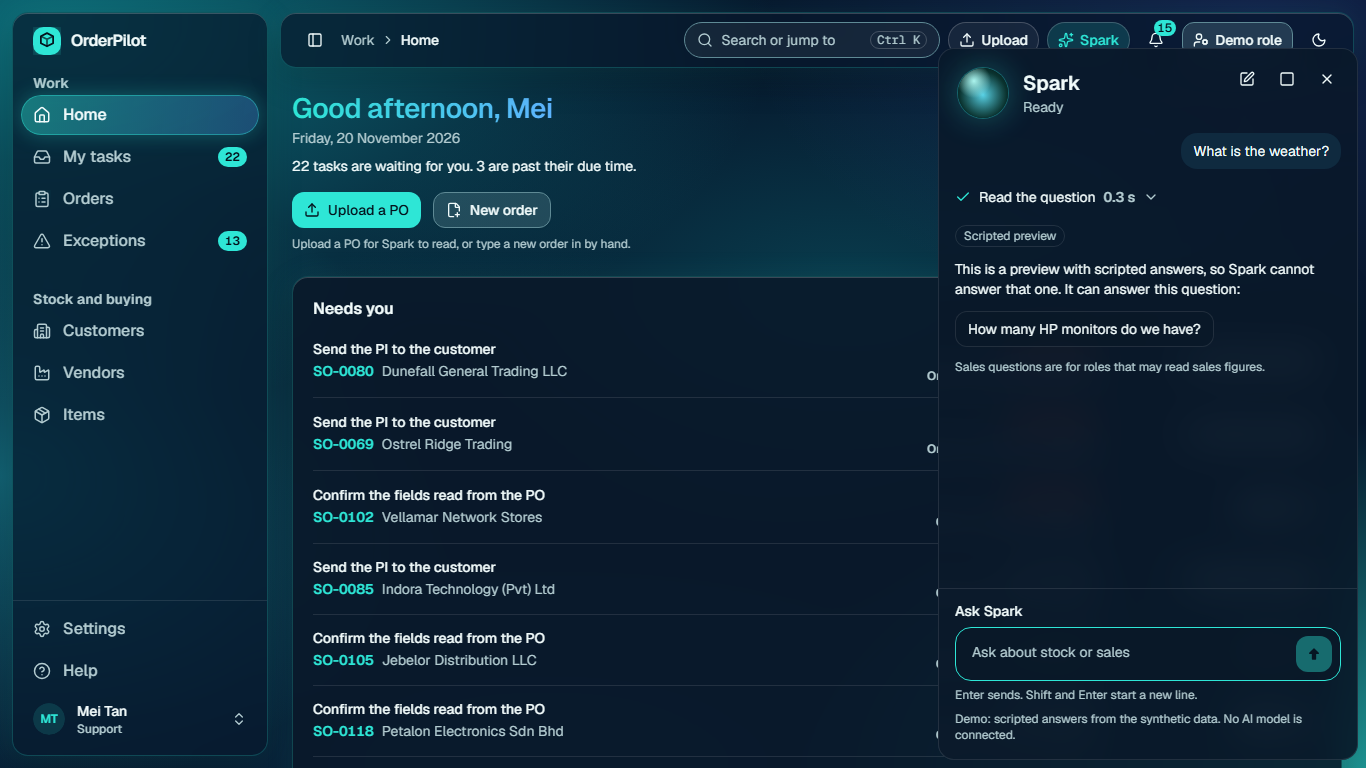 OrderPilot
Work
Home
My tasks 22
Orders
Exceptions 13
Stock and buying
Customers
Vendors
Items
Settings
Help
MT
Mei Tan
Support
Work > Home
Search or jump to Ctrl K
Upload
Spark
15
Demo role
Good afternoon, Mei
Friday, 20 November 2026
22 tasks are waiting for you. 3 are past their due time.
Upload a PO
New order
Upload a PO for Spark to read, or type a new order in by hand.
Needs you
Send the PI to the customer
SO-0080 Dunefall General Trading LLC
Send the PI to the customer
SO-0069 Ostrel Ridge Trading
Confirm the fields read from the PO
SO-0102 Vellamar Network Stores
Send the PI to the customer
SO-0085 Indora Technology (Pvt) Ltd
Confirm the fields read from the PO
SO-0105 Jebelor Distribution LLC
Confirm the fields read from the PO
SO-0118 Petalon Electronics Sdn Bhd
Spark
Ready
What is the weather?
Read the question 0.3 s
Scripted preview
This is a preview with scripted answers, so Spark cannot
answer that one. It can answer this question:
How many HP monitors do we have?
Sales questions are for roles that may read sales figures.
Ask Spark
Ask about stock or sales
Enter sends. Shift and Enter start a new line.
Demo: scripted answers from the synthetic data. No AI model is
connected.